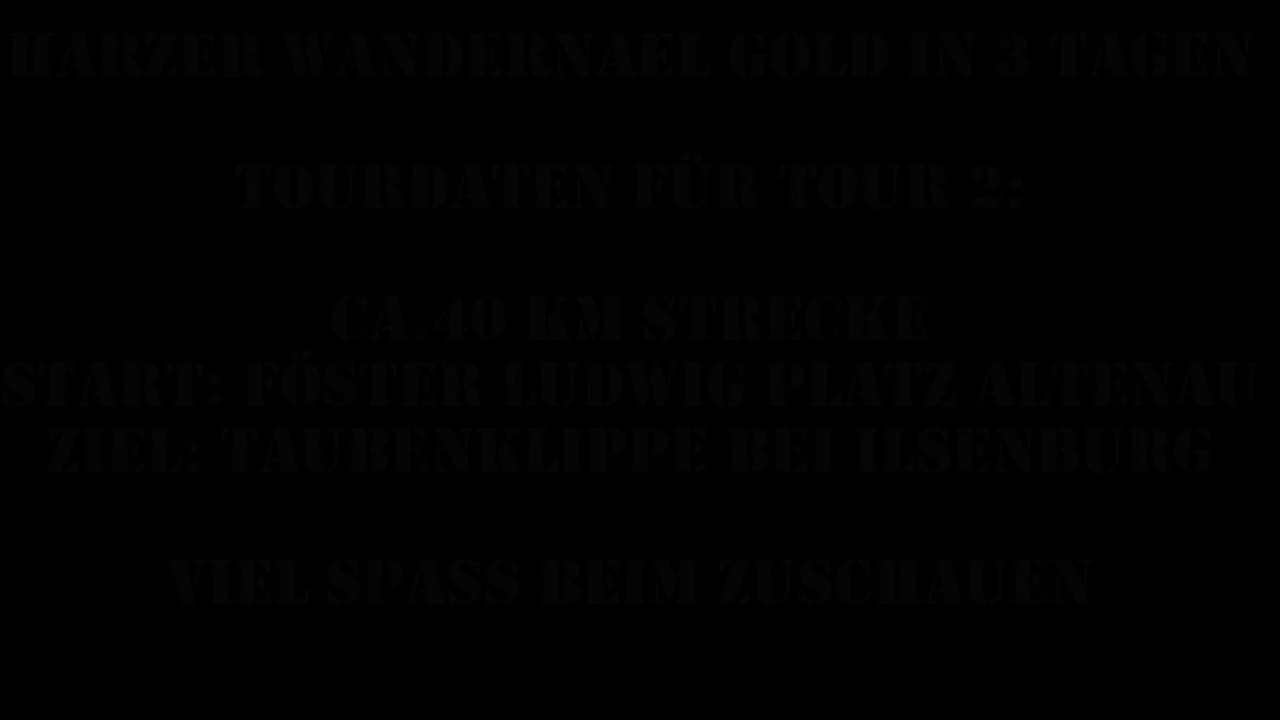 HARZER WANDERNAEL GOLD IN 3 TAGEN
TOURDATEN FÜR TOUR 2:
CA.40 KM STRECKE
START: FÖSTER LUDWIG PLATZ ALTENAU
ZIEL: TAUBENKLIPPE BEI ILSENBURG
VIEL SPASS BEIM ZUSCHAUEN